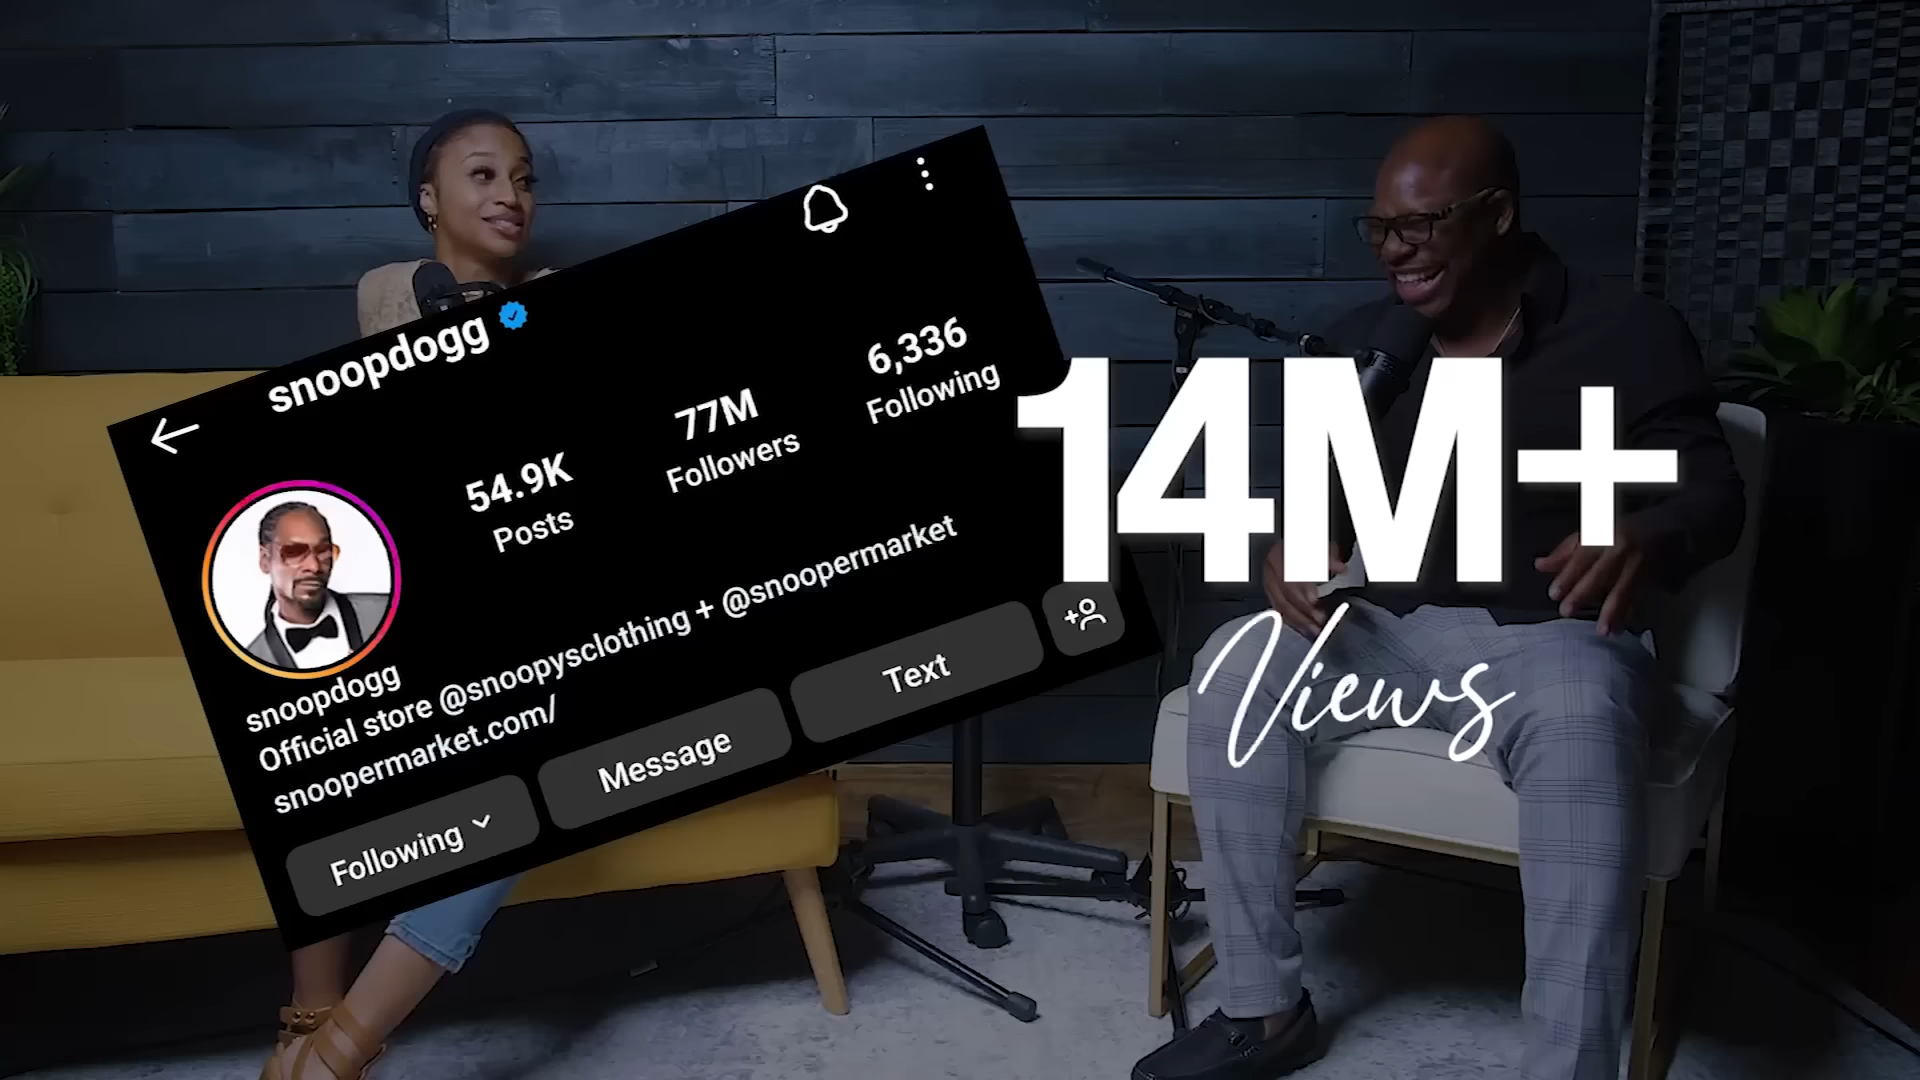 snoopdogg
54.9K
Posts
77M
Followers
6,336
Following
snoopdogg
Official store @snoopysclothing + @snoopermarket
snoopermarket.com/
Following
Message
Text
14M+
Views